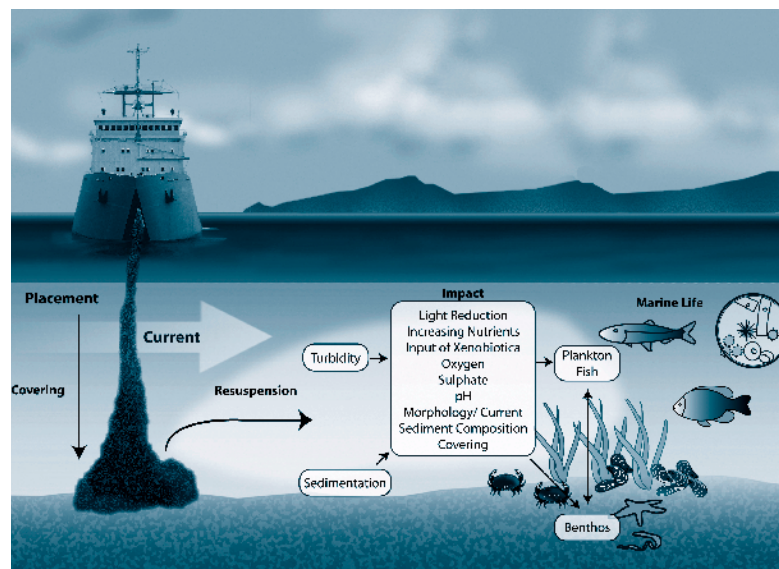 Placement
Current
Covering
Resuspension
Turbidity
Sedimentation
Impact
Light Reduction
Increasing Nutrients
Input of Xenobiotica
Oxygen
Sulphate
pH
Morphology/ Current
Sediment Composition
Covering
Marine Life
Plankton
Fish
Benthos